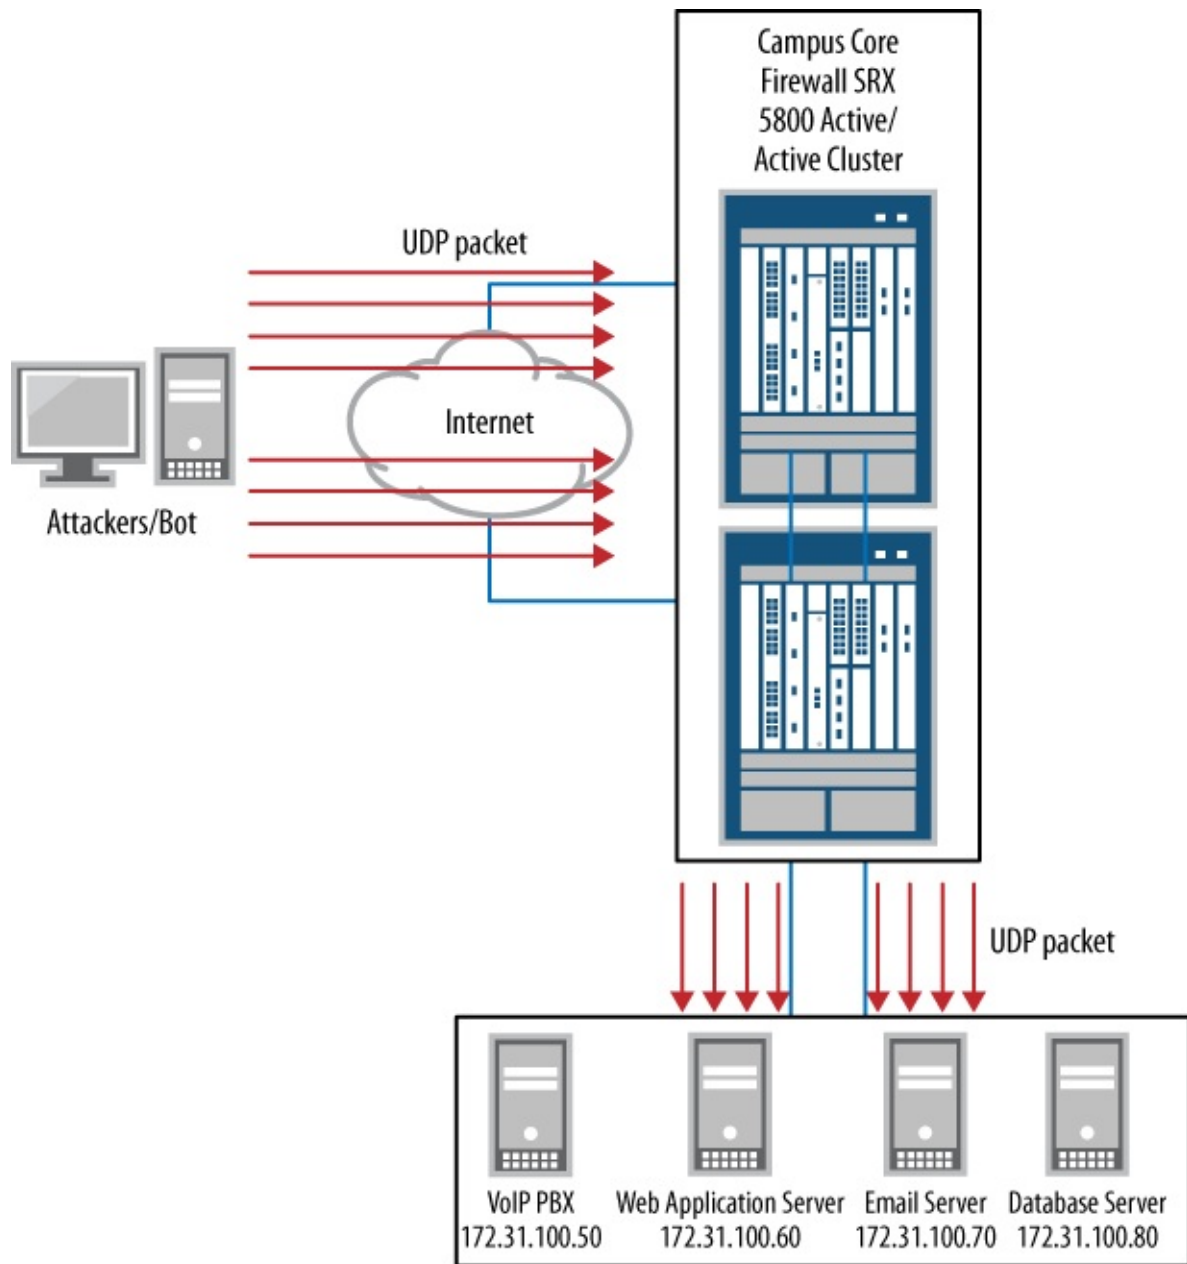 Campus Core
Firewall SRX
5800 Active/
Active Cluster
UDP packet
Internet
Attackers/Bot
UDP packet
VoIP PBX
172.31.100.50
Web Application Server
172.31.100.60
Email Server
172.31.100.70
Database Server
172.31.100.80